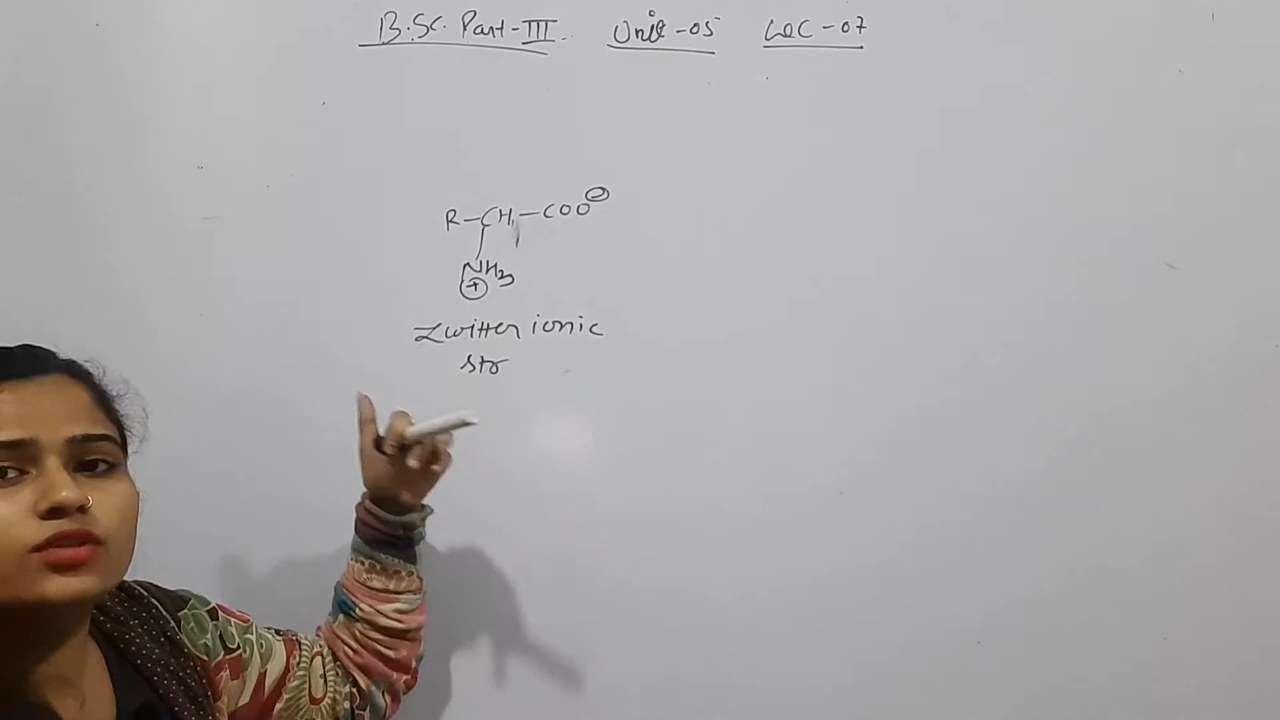 B.Sc. Part-III. Unit-05 Lec-07
R-CH-COO⊖
NH3
⊕
Zwitter ionic
str